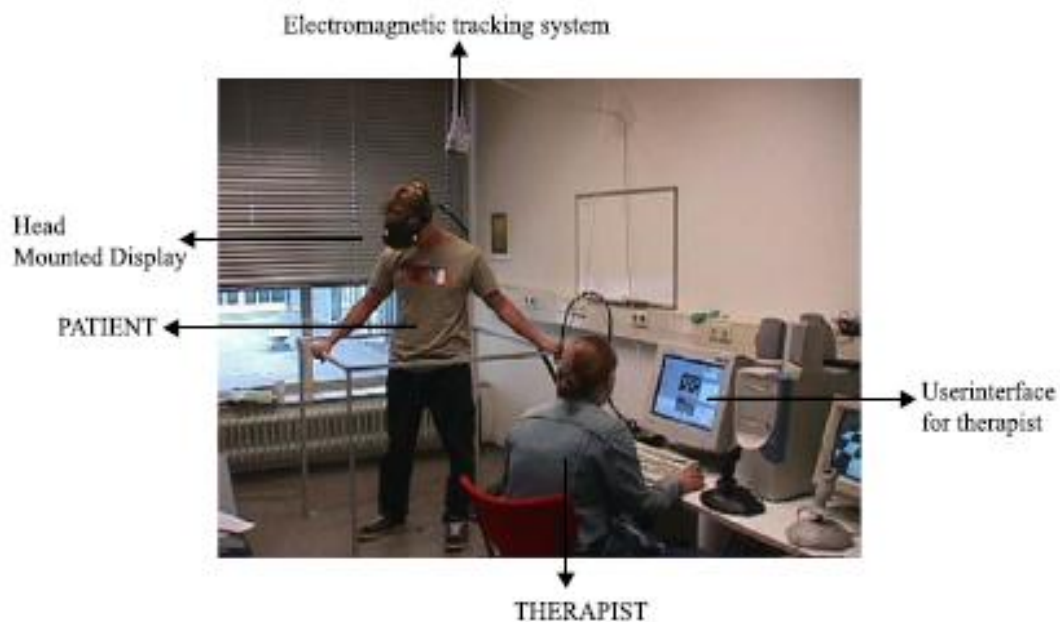 Electromagnetic tracking system
Head
Mounted Display
PATIENT
Userinterface
for therapist
THERAPIST